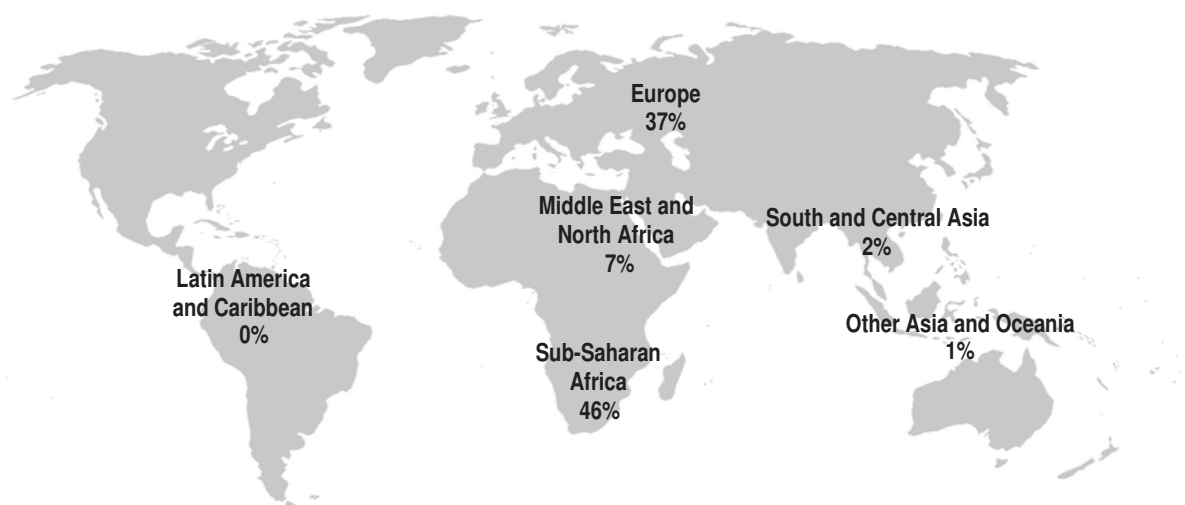 Europe
37%
Middle East and
North Africa
7%
South and Central Asia
2%
Latin America
and Caribbean
0%
Other Asia and Oceania
1%
Sub-Saharan
Africa
46%